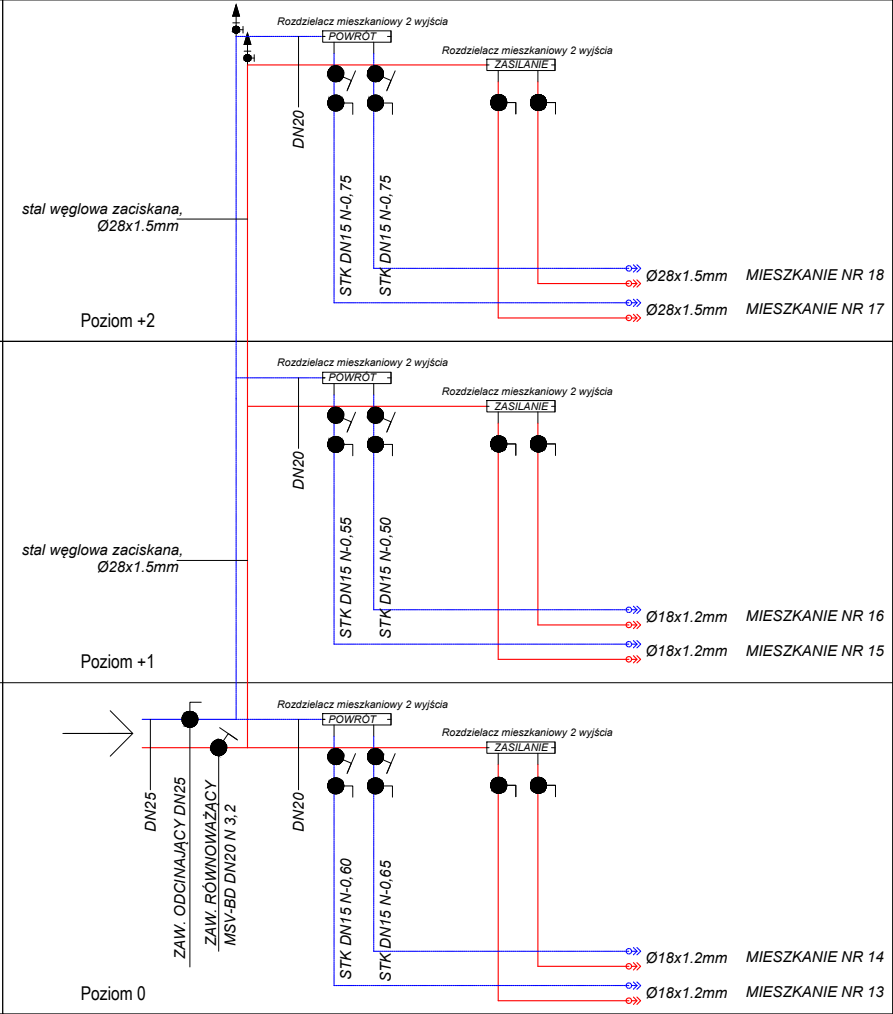 Rozdzielacz mieszkaniowy 2 wyjścia
POWRÓT
Rozdzielacz mieszkaniowy 2 wyjścia
ZASILANIE
DN20
STK DN15 N-0,75
STK DN15 N-0,75
stal węglowa zaciskana,
Ø28x1.5mm
Ø28x1.5mm MIESZKANIE NR 18
Ø28x1.5mm MIESZKANIE NR 17
Poziom +2
Rozdzielacz mieszkaniowy 2 wyjścia
POWRÓT
Rozdzielacz mieszkaniowy 2 wyjścia
ZASILANIE
DN20
STK DN15 N-0,55
STK DN15 N-0,50
stal węglowa zaciskana,
Ø28x1.5mm
Ø18x1.2mm MIESZKANIE NR 16
Ø18x1.2mm MIESZKANIE NR 15
Poziom +1
Rozdzielacz mieszkaniowy 2 wyjścia
POWRÓT
Rozdzielacz mieszkaniowy 2 wyjścia
ZASILANIE
DN25
ZAW. ODCINAJĄCY DN25
ZAW. RÓWNOWAŻĄCY
MSV-BD DN20 N 3,2
DN20
STK DN15 N-0,60
STK DN15 N-0,65
Ø18x1.2mm MIESZKANIE NR 14
Ø18x1.2mm MIESZKANIE NR 13
Poziom 0